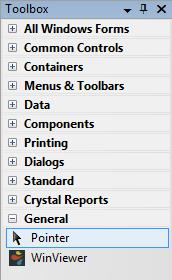 Toolbox
All Windows Forms
Common Controls
Containers
Menus & Toolbars
Data
Components
Printing
Dialogs
Standard
Crystal Reports
General
Pointer
WinViewer